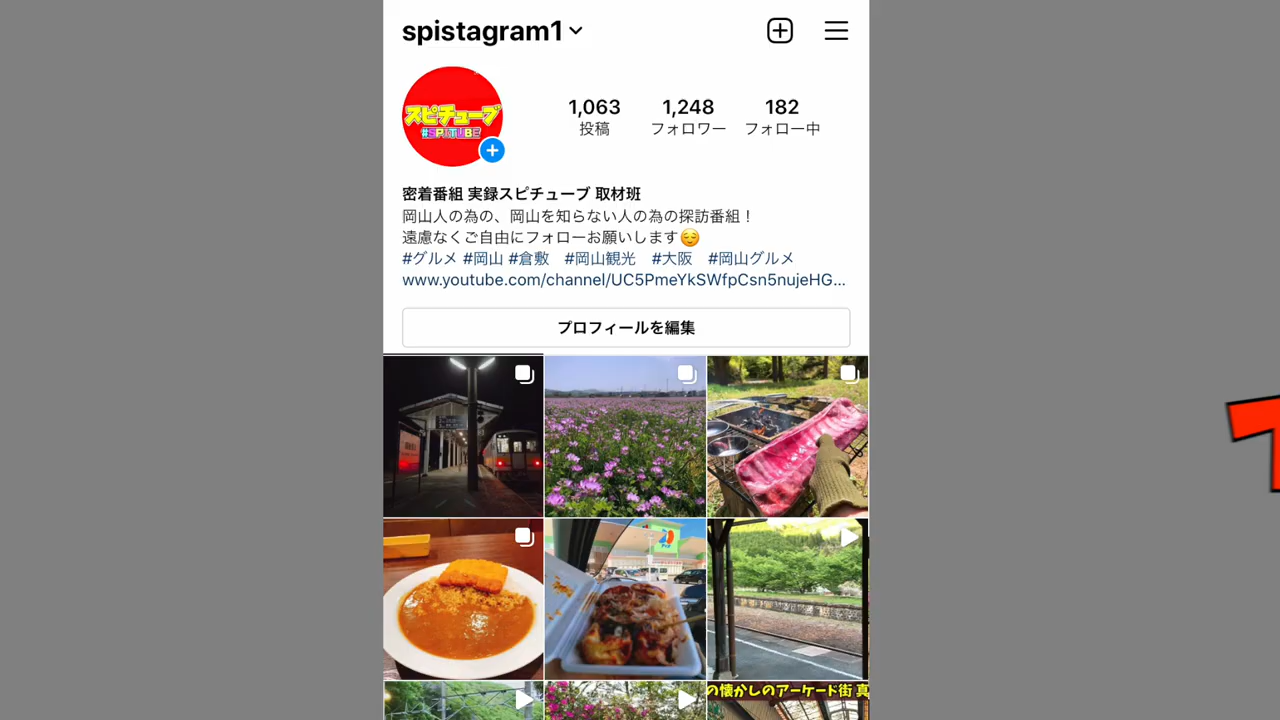 spistagram1
スピチューブ
#SPITUBE
1,063
投稿
1,248
フォロワー
182
フォロー中
密着番組 実録スピチューブ 取材班
岡山人の為の、岡山を知らない人の為の探訪番組！
遠慮なくご自由にフォローお願いします😌
#グルメ #岡山 #倉敷　#岡山観光　#大阪　#岡山グルメ
www.youtube.com/channel/UC5PmeYkSWfpCsn5nujeHG...
プロフィールを編集
の懐かしのアーケード街 真